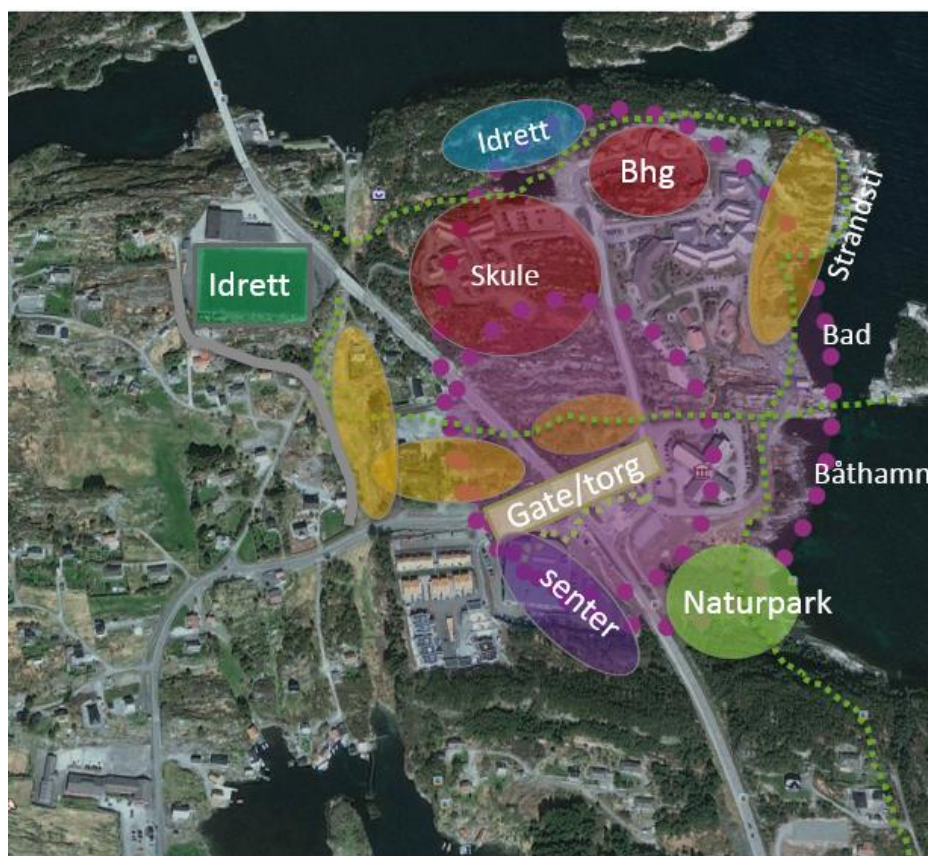 Idrett
Bhg
Skule
Idrett
Strandsti
Bad
Gate/torg
Båthamn
senter
Naturpark